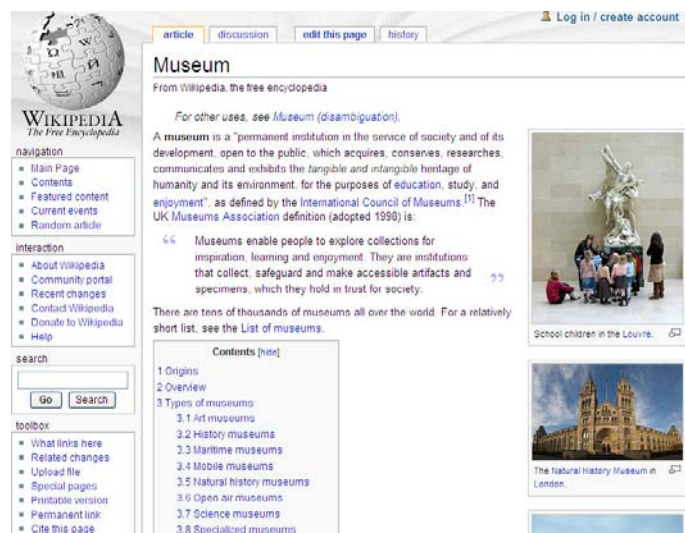 Log in / create account
article
discussion
edit this page
history
WIKIPEDIA
The Free Encyclopedia
navigation
Main Page
Contents
Featured content
Current events
Random article
interaction
About Wikipedia
Community portal
Recent changes
Contact Wikipedia
Donate to Wikipedia
Help
search
Go
Search
toolbox
What links here
Related changes
Upload file
Special pages
Printable version
Permanent link
Cite this page
Museum
From Wikipedia, the free encyclopedia
For other uses, see Museum (disambiguation).
A museum is a "permanent institution in the service of society and of its
development, open to the public, which acquires, conserves, researches,
communicates and exhibits the tangible and intangible heritage of
humanity and its environment, for the purposes of education, study, and
enjoyment", as defined by the International Council of Museums.[1] The
UK Museums Association definition (adopted 1998) is:
“ Museums enable people to explore collections for
inspiration, learning and enjoyment. They are institutions
that collect, safeguard and make accessible artifacts and
specimens, which they hold in trust for society. ”
There are tens of thousands of museums all over the world. For a relatively
short list, see the List of museums.
Contents [hide]
1 Origins
2 Overview
3 Types of museums
3.1 Art museums
3.2 History museums
3.3 Maritime museums
3.4 Mobile museums
3.5 Natural history museums
3.6 Open air museums
3.7 Science museums
3.8 Specialized museums
School children in the Louvre.
The Natural History Museum in
London.